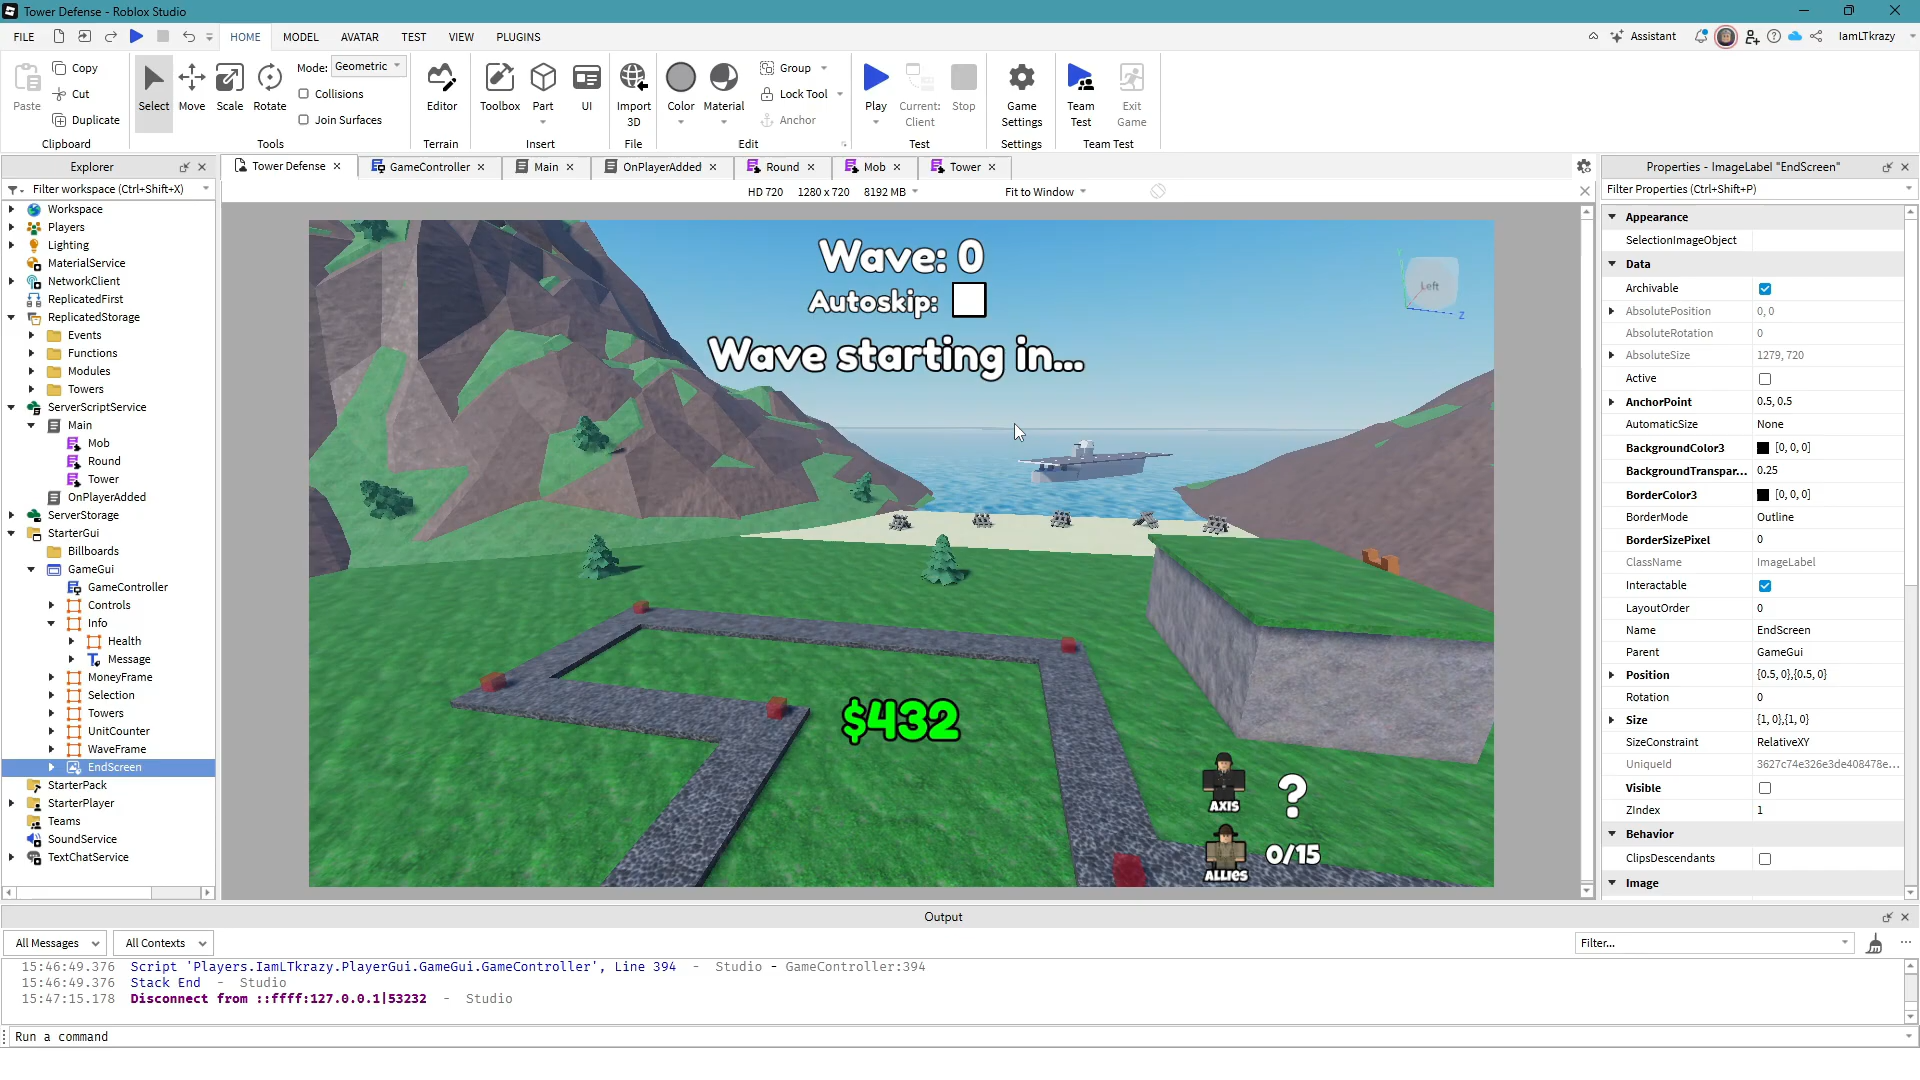 Tower Defense - Roblox Studio
FILE
HOME
MODEL
AVATAR
TEST
VIEW
PLUGINS
Assistant
IamLTkrazy
Paste
Copy
Cut
Duplicate
Clipboard
Select
Move
Scale
Rotate
Mode: Geometric
Collisions
Join Surfaces
Tools
Editor
Terrain
Toolbox
Part
UI
Insert
Import
3D
File
Color
Material
Group
Lock Tool
Anchor
Edit
Play
Current:
Client
Stop
Test
Game
Settings
Settings
Team
Test
Exit
Game
Team Test
Explorer
Filter workspace (Ctrl+Shift+X)
Workspace
Players
Lighting
MaterialService
NetworkClient
ReplicatedFirst
ReplicatedStorage
Events
Functions
Modules
Towers
ServerScriptService
Main
Mob
Round
Tower
OnPlayerAdded
ServerStorage
StarterGui
Billboards
GameGui
GameController
Controls
Info
Health
Message
MoneyFrame
Selection
Towers
UnitCounter
WaveFrame
EndScreen
StarterPack
StarterPlayer
Teams
SoundService
TextChatService
Tower Defense
GameController
Main
OnPlayerAdded
Round
Mob
Tower
HD 720 1280 x 720 8192 MB
Fit to Window
Wave: 0
Autoskip:
Wave starting in...
Left
Z
$432
AXIS
?
ALLIES
0/15
Properties - ImageLabel "EndScreen"
Filter Properties (Ctrl+Shift+P)
Appearance
SelectionImageObject
Data
Archivable
AbsolutePosition 0, 0
AbsoluteRotation 0
AbsoluteSize 1279, 720
Active
AnchorPoint 0.5, 0.5
AutomaticSize None
BackgroundColor3 [0, 0, 0]
BackgroundTranspar... 0.25
BorderColor3 [0, 0, 0]
BorderMode Outline
BorderSizePixel 0
ClassName ImageLabel
Interactable
LayoutOrder 0
Name EndScreen
Parent GameGui
Position {0.5, 0},{0.5, 0}
Rotation 0
Size {1, 0},{1, 0}
SizeConstraint RelativeXY
UniqueId 3627c74e326e3de408478e...
Visible
ZIndex 1
Behavior
ClipsDescendants
Image
Output
All Messages
All Contexts
Filter...
15:46:49.376 Script 'Players.IamLTkrazy.PlayerGui.GameGui.GameController', Line 394 - Studio - GameController:394
15:46:49.376 Stack End - Studio
15:47:15.178 Disconnect from ::ffff:127.0.0.1|53232 - Studio
Run a command